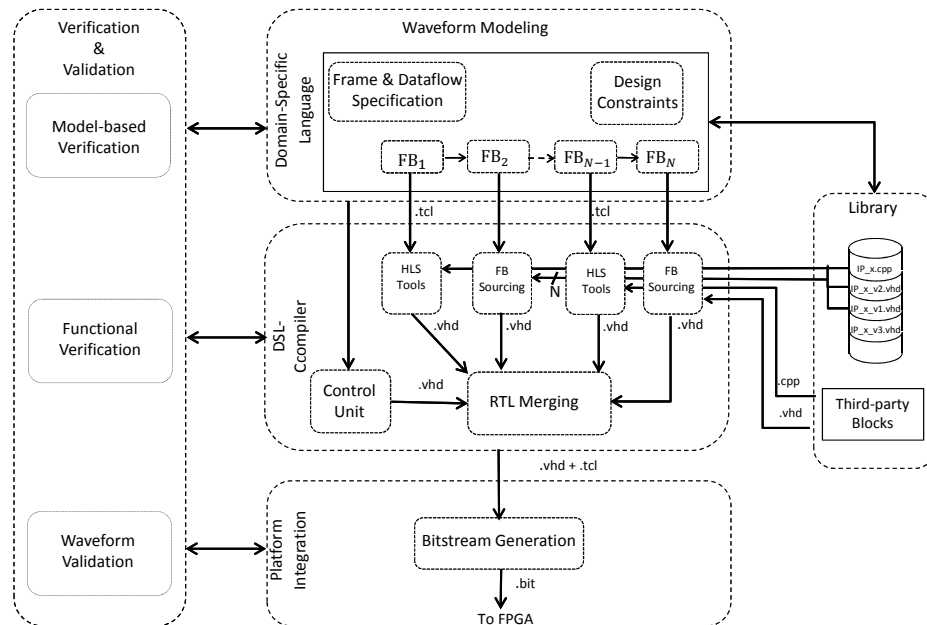 Verification
&
Validation
Model-based
Verification
Functional
Verification
Waveform
Validation
Waveform Modeling
Domain-Specific
Language
Frame & Dataflow
Specification
Design
Constraints
FB1
FB2
FBN−1
FBN
.tcl
.tcl
DSL-
Ccompiler
HLS
Tools
FB
Sourcing
N
HLS
Tools
FB
Sourcing
.vhd
.vhd
.vhd
.vhd
Control
Unit
.vhd
RTL Merging
.vhd + .tcl
Platform
Integration
Bitstream Generation
.bit
To FPGA
Library
IP_x.cpp
IP_x_v2.vhd
IP_x_v1.vhd
IP_x_v3.vhd
.cpp
.vhd
Third-party
Blocks